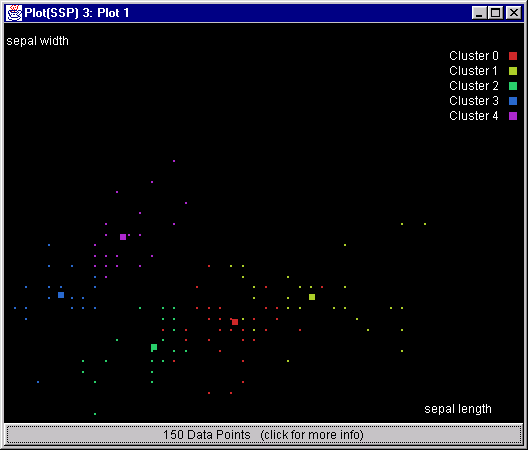 Plot(SSP) 3: Plot 1
sepal width
Cluster 0
Cluster 1
Cluster 2
Cluster 3
Cluster 4
sepal length
150 Data Points (click for more info)